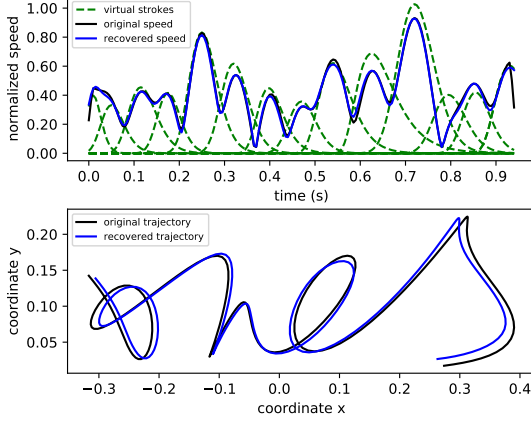 1.00
0.80
0.60
0.40
0.20
0.00
normalized speed
virtual strokes
original speed
recovered speed
0.0 0.1 0.2 0.3 0.4 0.5 0.6 0.7 0.8 0.9
time (s)
0.20
0.15
0.10
0.05
coordinate y
original trajectory
recovered trajectory
−0.3 −0.2 −0.1 0.0 0.1 0.2 0.3 0.4
coordinate x